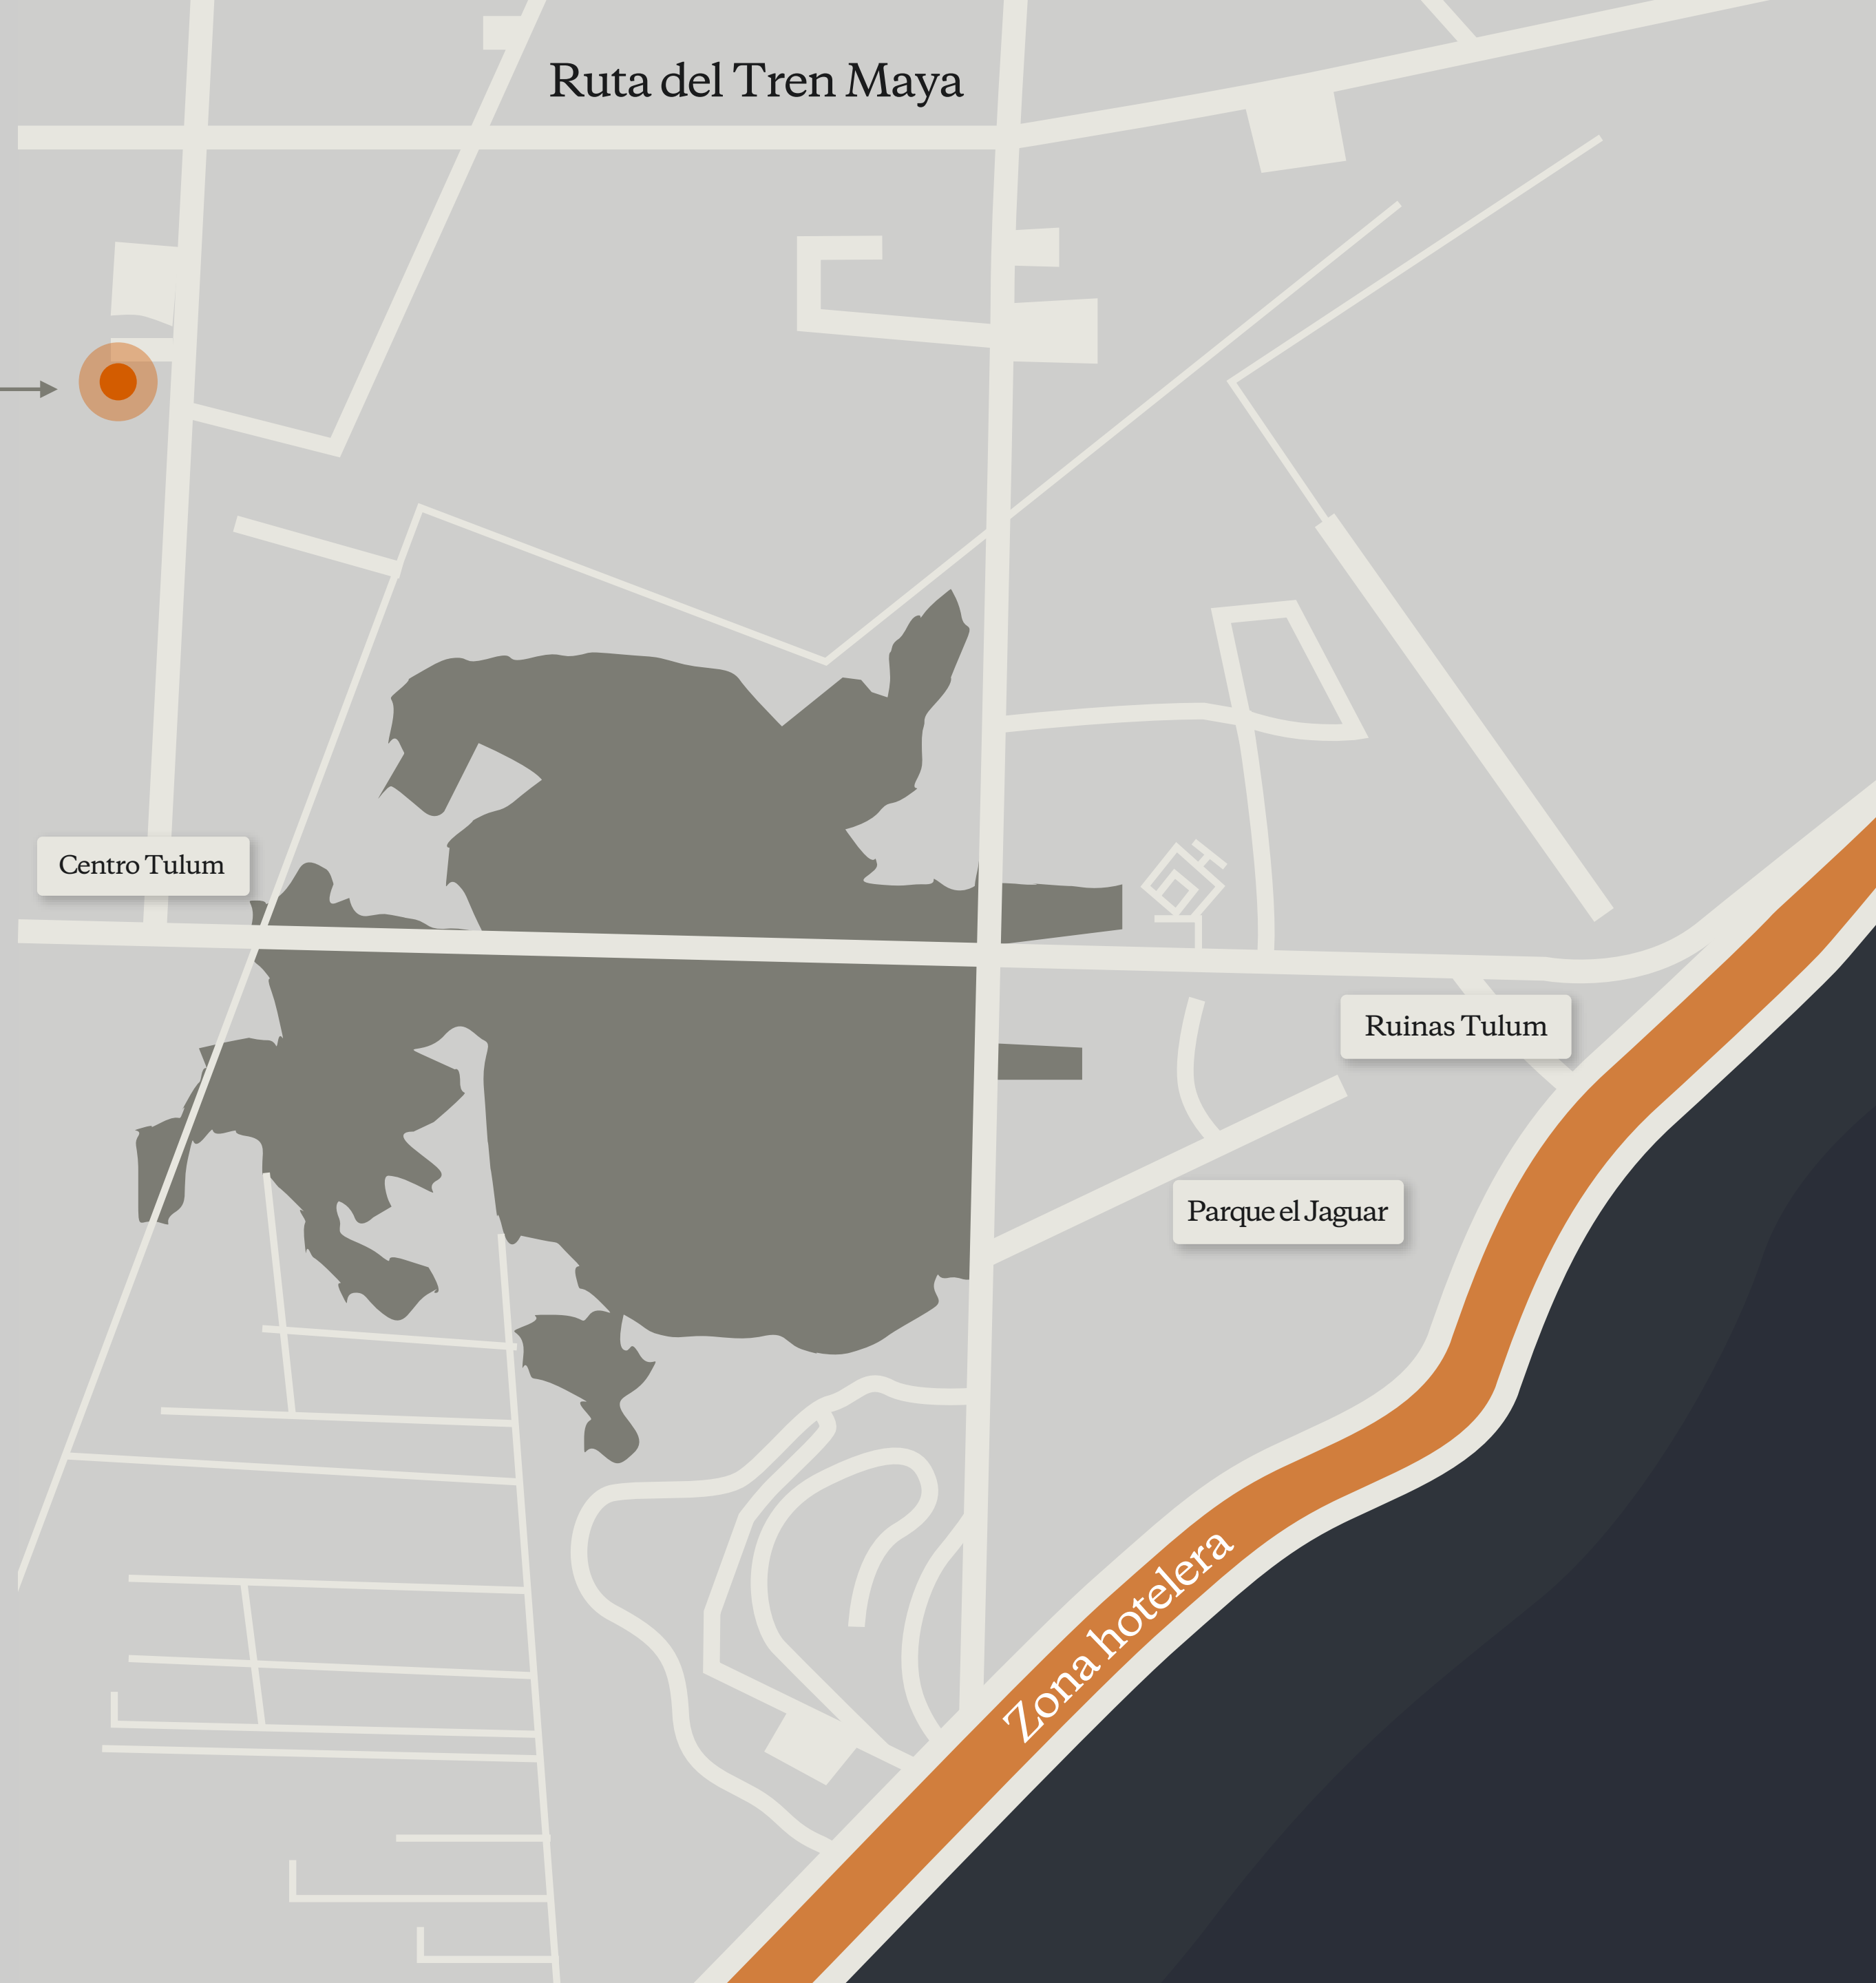 Ruta del Tren Maya
Centro Tulum
Ruinas Tulum
Parque el Jaguar
Zona hotelera